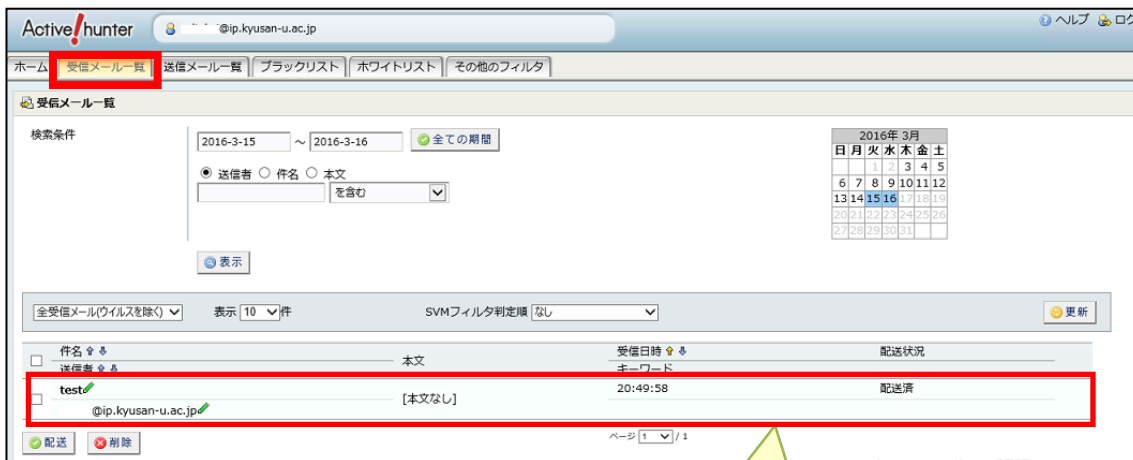 Active!hunter @ip.kyusan-u.ac.jp ヘルプ ログ
ホーム 受信メール一覧 送信メール一覧 ブラックリスト ホワイトリスト その他のフィルタ
受信メール一覧
検索条件
2016-3-15 ～ 2016-3-16 全ての期間
送信者 件名 本文
を含む
表示
2016年 3月
日 月 火 水 木 金 土
1 2 3 4 5
6 7 8 9 10 11 12
13 14 15 16 17 18 19
20 21 22 23 24 25 26
27 28 29 30 31
全受信メール(ウイルスを除く) 表示 10 件 SVMフィルタ判定順 なし 更新
件名 本文 受信日時 配送状況
送信者 キーワード
test [本文なし] 20:49:58 配送済
@ip.kyusan-u.ac.jp
配送 削除 ページ 1 / 1